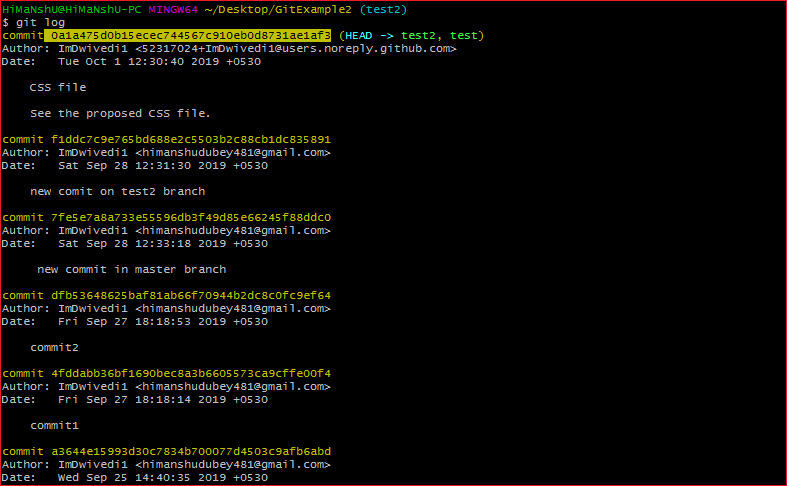 HiMaNshU@HiMaNshU-PC MINGW64 ~/Desktop/GitExample2 (test2)
$ git log
commit 0a1a475d0b15ecec744567c910eb0d8731ae1af3 (HEAD -> test2, test)
Author: ImDwivedi1 <52317024+ImDwivedi1@users.noreply.github.com>
Date:   Tue Oct 1 12:30:40 2019 +0530
CSS file
See the proposed CSS file.
commit f1ddc7c9e765bd688e2c5503b2c88cb1dc835891
Author: ImDwivedi1 <himanshudubey481@gmail.com>
Date:   Sat Sep 28 12:31:30 2019 +0530
new comit on test2 branch
commit 7fe5e7a8a733e55596db3f49d85e66245f88ddc0
Author: ImDwivedi1 <himanshudubey481@gmail.com>
Date:   Sat Sep 28 12:33:18 2019 +0530
new commit in master branch
commit dfb53648625baf81ab66f70944b2dc8c0fc9ef64
Author: ImDwivedi1 <himanshudubey481@gmail.com>
Date:   Fri Sep 27 18:18:53 2019 +0530
commit2
commit 4fddabb36bf1690bec8a3b6605573ca9cffe00f4
Author: ImDwivedi1 <himanshudubey481@gmail.com>
Date:   Fri Sep 27 18:18:14 2019 +0530
commit1
commit a3644e15993d30c7834b700077d4503c9afb6abd
Author: ImDwivedi1 <himanshudubey481@gmail.com>
Date:   Wed Sep 25 14:40:35 2019 +0530